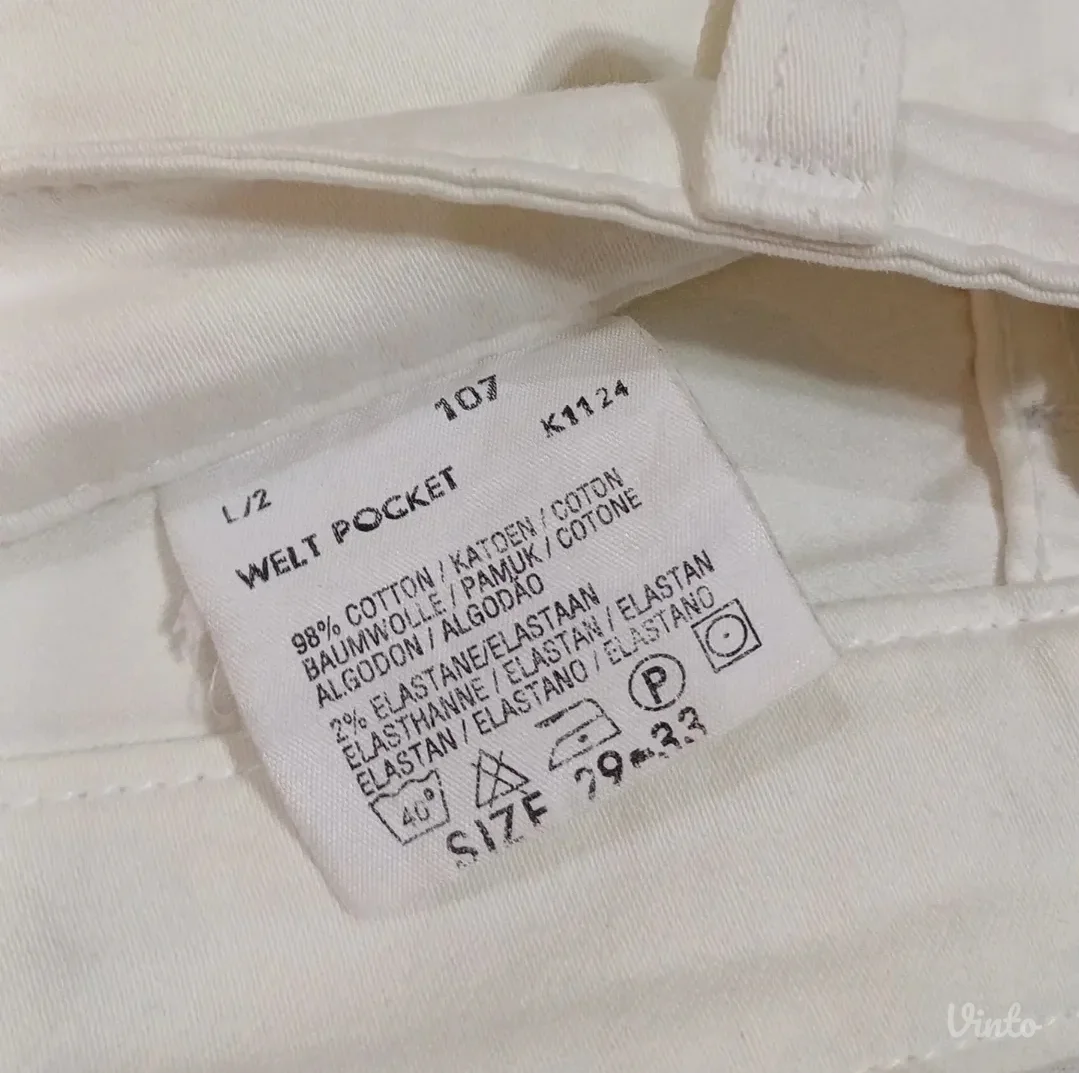 107
K1124
L/2
WELT POCKET
98% COTTON / KATOEN / COTON
BAUMWOLLE / PAMUK / COTONE
ALGODON / ALGODÃO
2% ELASTANE/ELASTAAN
ELASTHANNE / ELASTAN / ELASTAN
ELASTAN / ELASTANO / ELASTANO
40°
P
SIZE 29-33
Vinto